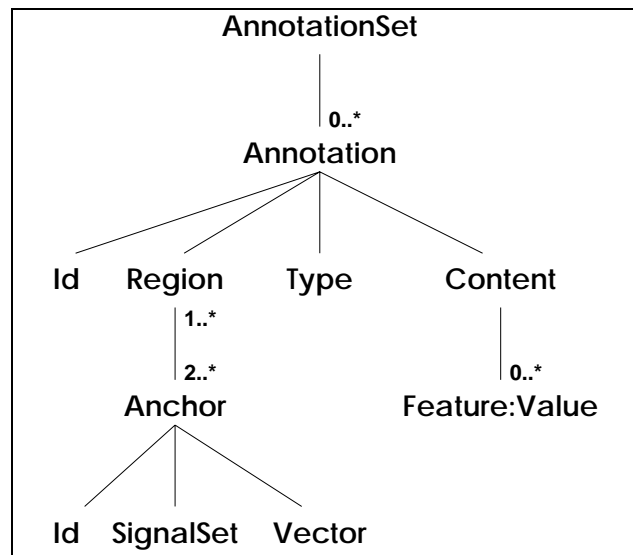 AnnotationSet
0..*
Annotation
Id Region Type Content
1..*
2..* 0..*
Anchor Feature:Value
Id SignalSet Vector